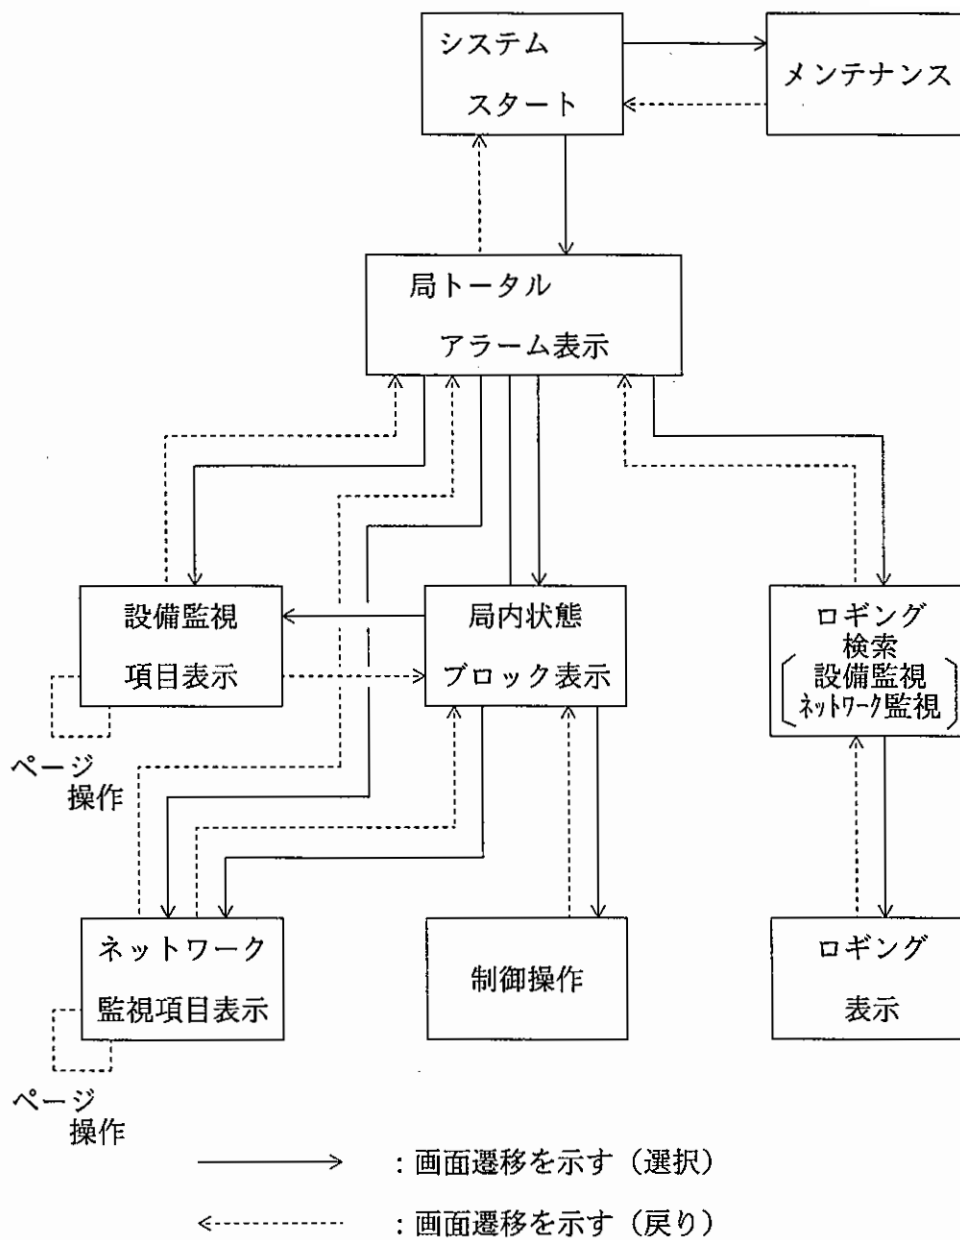 システム
スタート
メンテナンス
局トータル
アラーム表示
設備監視
項目表示
局内状態
ブロック表示
ロギング
検索
設備監視
ネットワーク監視
ページ
操作
ネットワーク
監視項目表示
制御操作
ロギング
表示
ページ
操作
：画面遷移を示す（選択）
：画面遷移を示す（戻り）